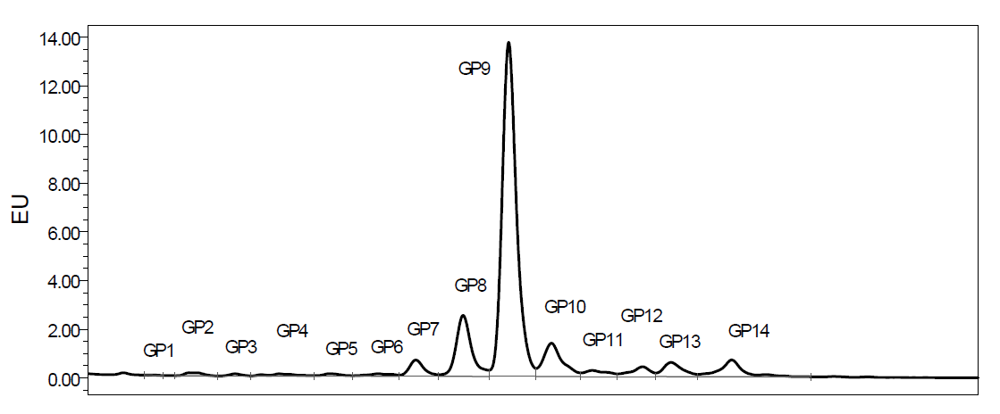 14.00
12.00
10.00
8.00
6.00
4.00
2.00
0.00
EU
GP1
GP2
GP3
GP4
GP5
GP6
GP7
GP8
GP9
GP10
GP11
GP12
GP13
GP14